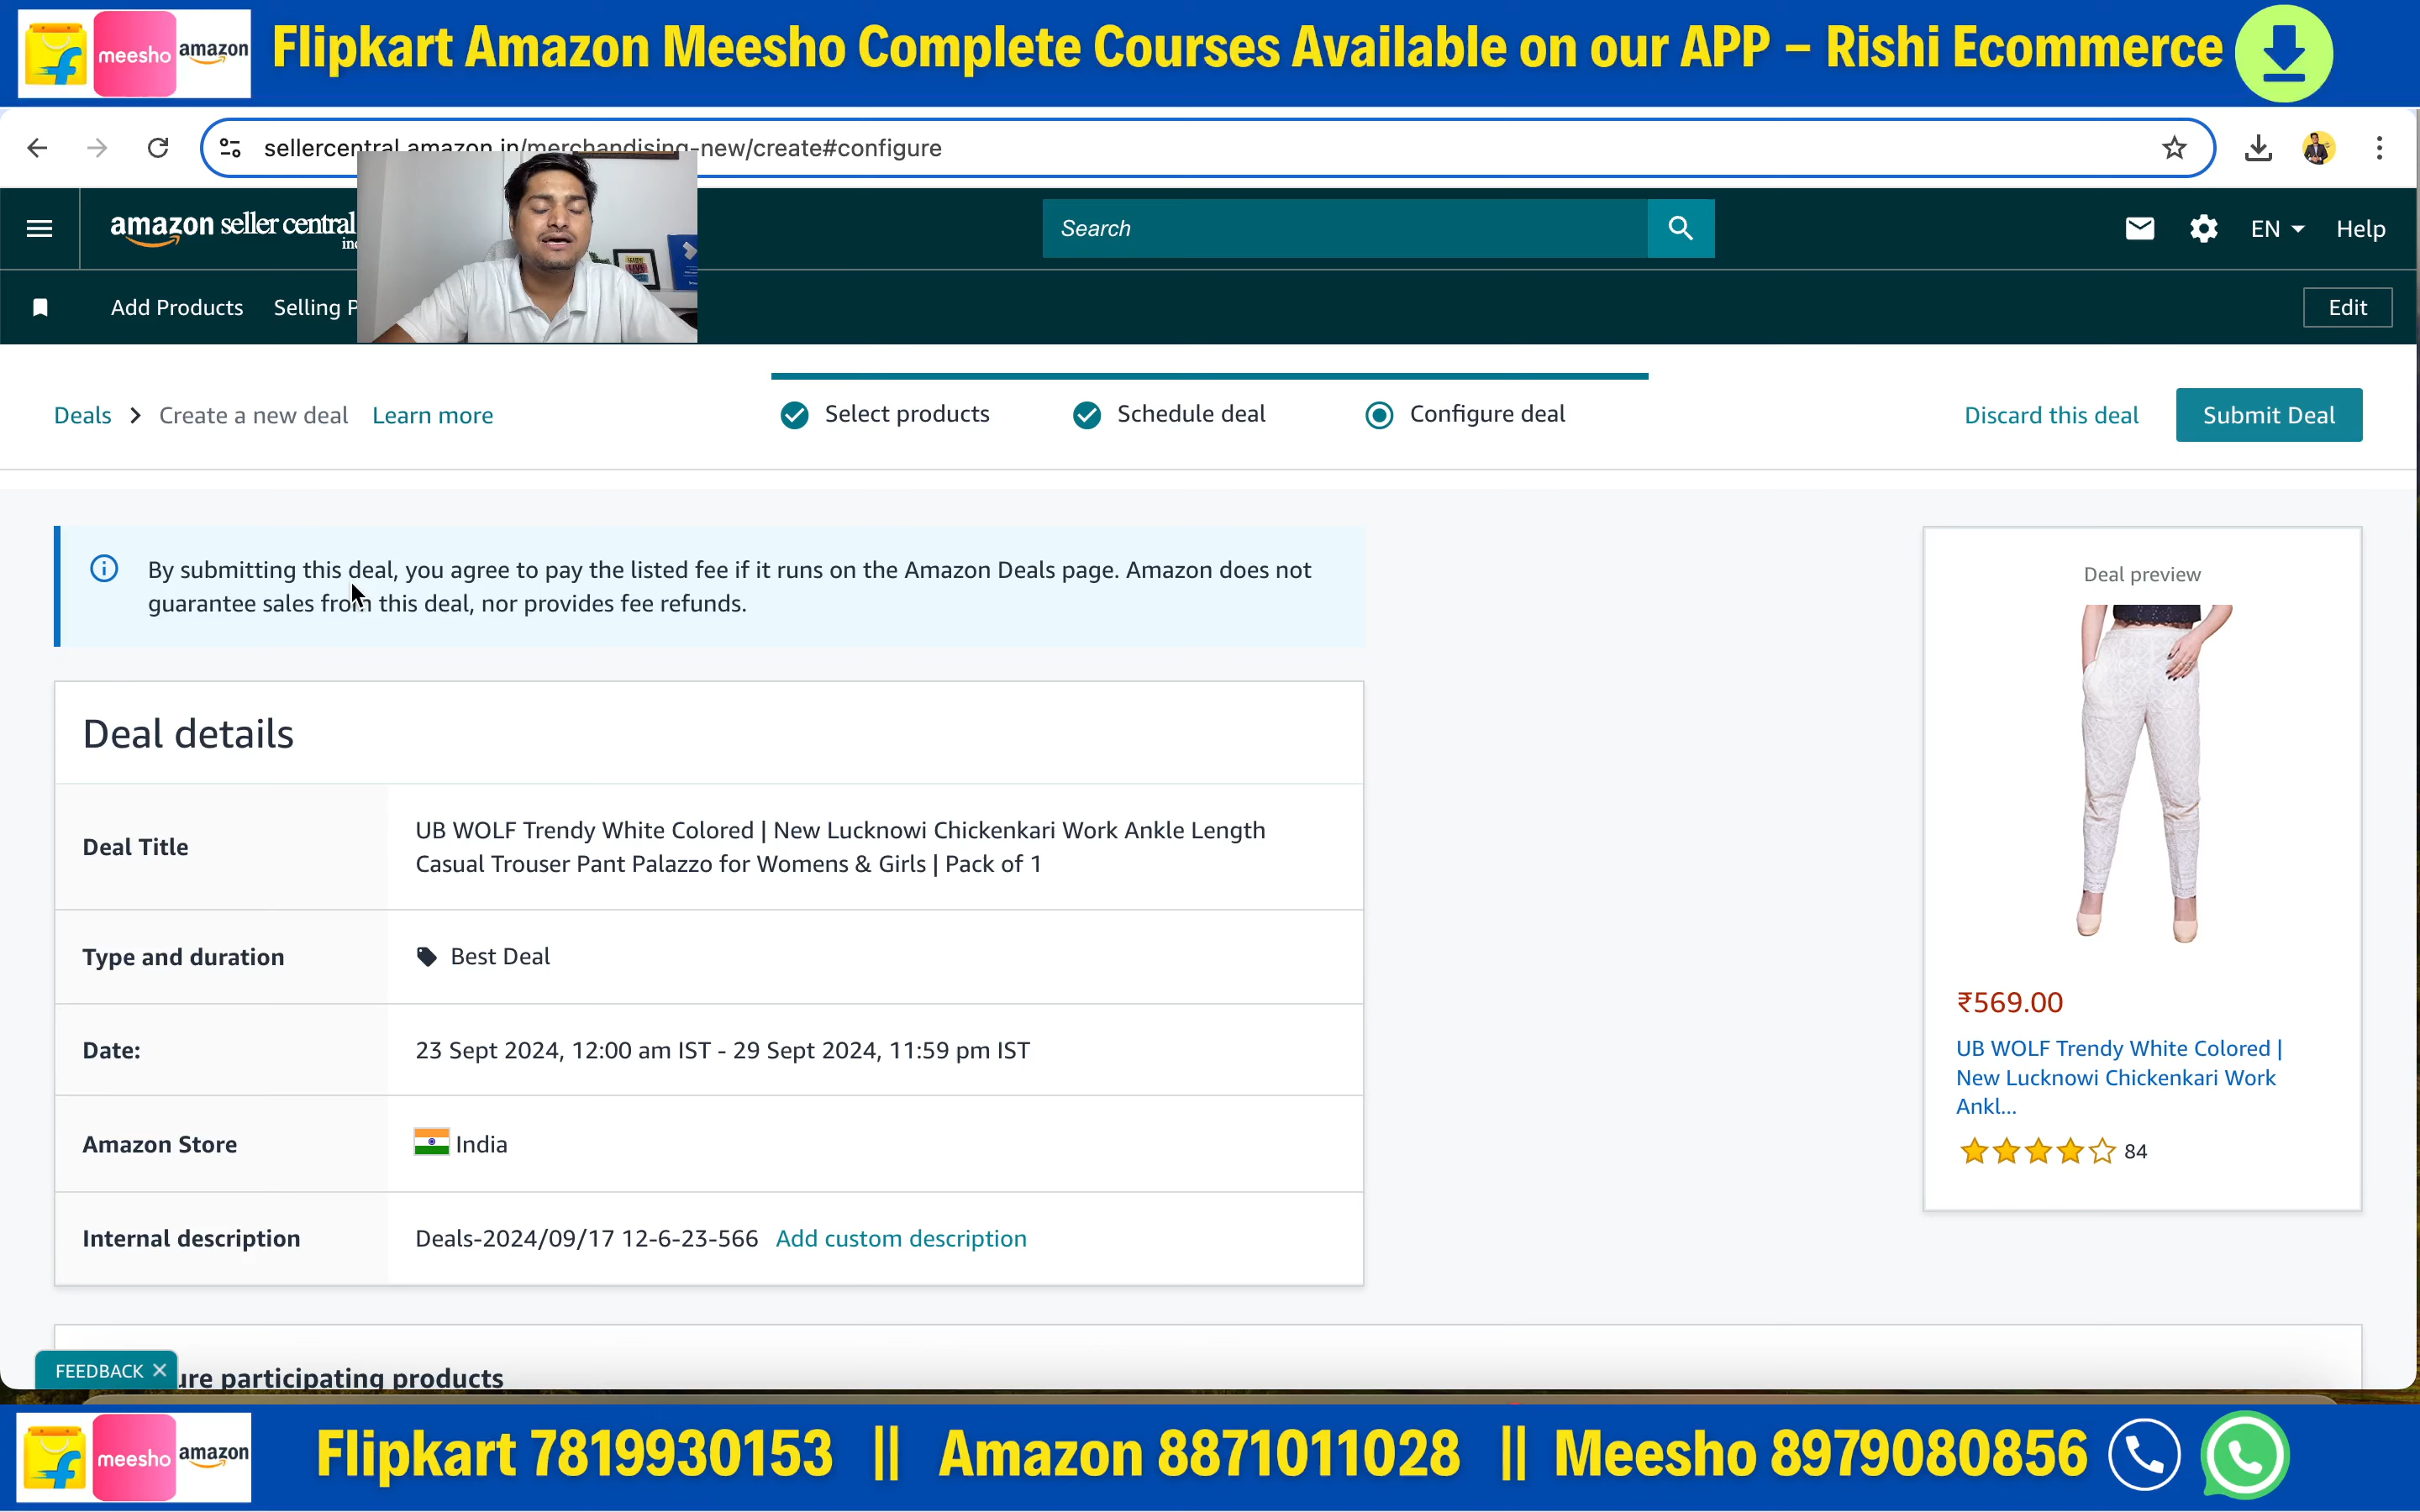 meesho amazon Flipkart Amazon Meesho Complete Courses Available on our APP – Rishi Ecommerce
sellercentral.amazon.in/merchandising-new/create#configure
amazon seller central
Search
EN
Help
Add Products
Selling
Edit
Deals
Create a new deal
Learn more
Select products
Schedule deal
Configure deal
Discard this deal
Submit Deal
By submitting this deal, you agree to pay the listed fee if it runs on the Amazon Deals page. Amazon does not
guarantee sales from this deal, nor provides fee refunds.
Deal details
Deal Title
UB WOLF Trendy White Colored | New Lucknowi Chickenkari Work Ankle Length
Casual Trouser Pant Palazzo for Womens & Girls | Pack of 1
Type and duration
Best Deal
Date:
23 Sept 2024, 12:00 am IST - 29 Sept 2024, 11:59 pm IST
Amazon Store
India
Internal description
Deals-2024/09/17 12-6-23-566 Add custom description
Deal preview
₹569.00
UB WOLF Trendy White Colored |
New Lucknowi Chickenkari Work
Ankl...
84
FEEDBACK
participating products
meesho amazon Flipkart 7819930153 || Amazon 8871011028 || Meesho 8979080856